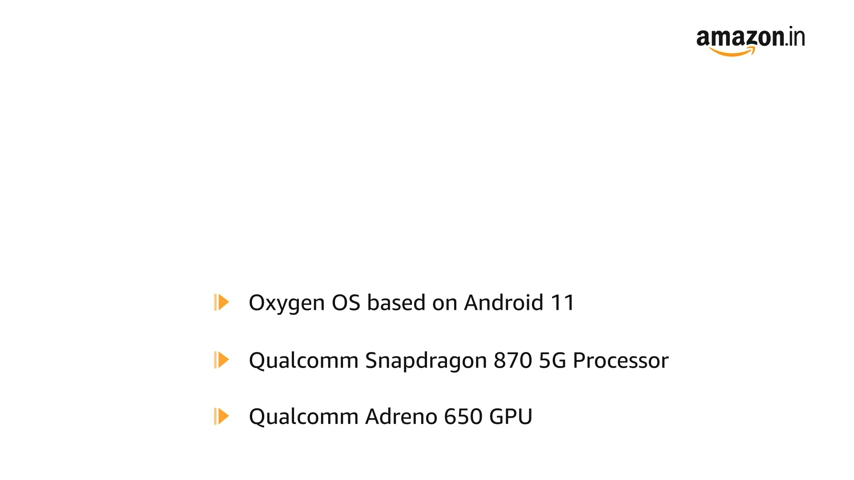 amazon.in
Oxygen OS based on Android 11
Qualcomm Snapdragon 870 5G Processor
Qualcomm Adreno 650 GPU